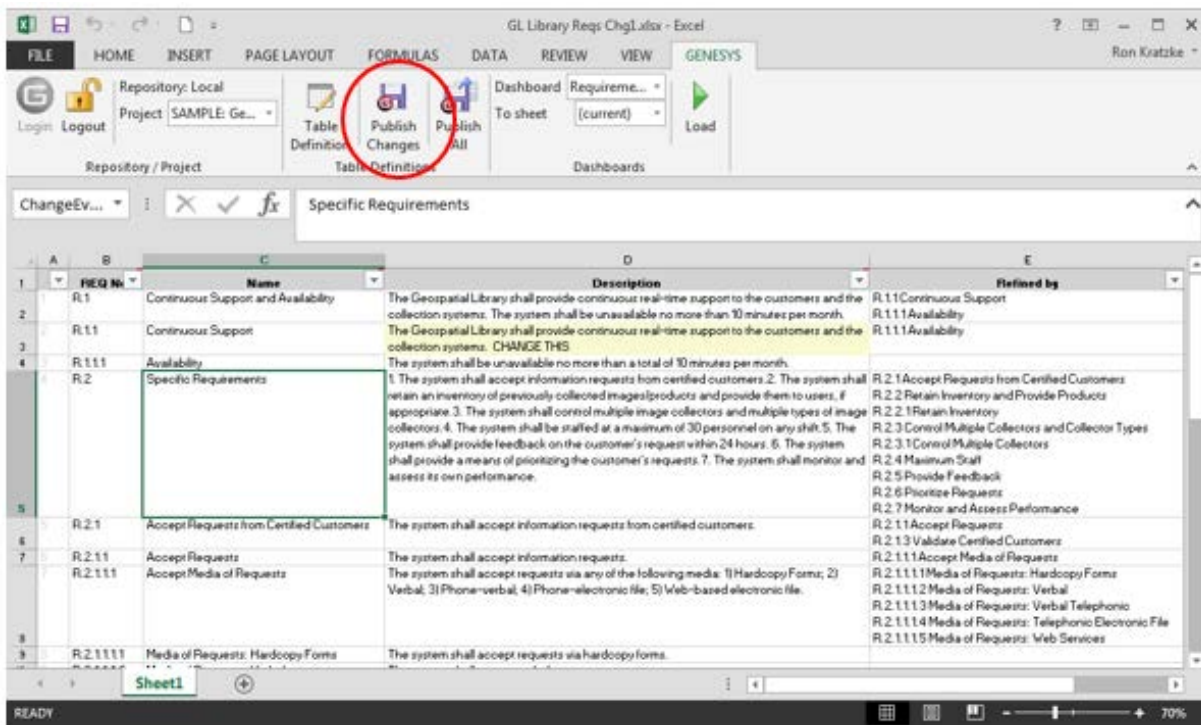 GL Library Reqs Chg1.xlsx - Excel
FILE HOME INSERT PAGE LAYOUT FORMULAS DATA REVIEW VIEW GENESYS Ron Kratzke
Login Logout
Repository: Local
Project SAMPLE: Ge...
Repository / Project
Table Definition
Publish Changes
Publish All
Table Definitions
Dashboard Requireme...
To sheet (current)
Load
Dashboards
ChangeEv... fx Specific Requirements
A B C D E
1 REQ Name Description Refined by
2 R.1 Continuous Support and Availability The Geospatial Library shall provide continuous real-time support to the customers and the R.1.1 Continuous Support
collection systems. The system shall be unavailable no more than 10 minutes per month. R.1.1.1 Availability
3 R.1.1 Continuous Support The Geospatial Library shall provide continuous real-time support to the customers and the R.1.1.1 Availability
collection systems. CHANGE THIS
4 R.1.1.1 Availability The system shall be unavailable no more than a total of 10 minutes per month.
5 R.2 Specific Requirements 1. The system shall accept information requests from certified customers.2. The system shall R.2.1 Accept Requests from Certified Customers
retain an inventory of previously collected images/products and provide them to users, if R.2.2 Retain Inventory and Provide Products
appropriate.3. The system shall control multiple image collectors and multiple types of image R.2.2.1 Retain Inventory
collectors.4. The system shall be staffed at a maximum of 30 personnel on any shift.5. The R.2.3 Control Multiple Collectors and Collector Types
system shall provide feedback on the customer's request within 24 hours. 6. The system R.2.3.1 Control Multiple Collectors
shall provide a means of prioritizing the customer's requests. 7. The system shall monitor and R.2.4 Maximum Staff
assess its own performance. R.2.5 Provide Feedback
R.2.6 Prioritize Requests
R.2.7 Monitor and Assess Performance
6 R.2.1 Accept Requests from Certified Customers The system shall accept information requests from certified customers. R.2.1.1 Accept Requests
R.2.1.3 Validate Certified Customers
7 R.2.1.1 Accept Requests The system shall accept information requests. R.2.1.1.1 Accept Media of Requests
8 R.2.1.1.1 Accept Media of Requests The system shall accept requests via any of the following media: 1) Hardcopy Forms; 2) R.2.1.1.1.1 Media of Requests: Hardcopy Forms
Verbal; 3) Phone-verbal; 4) Phone-electronic file; 5) Web-based electronic file. R.2.1.1.1.2 Media of Requests: Verbal
R.2.1.1.1.3 Media of Requests: Verbal Telephonic
R.2.1.1.1.4 Media of Requests: Telephonic Electronic File
R.2.1.1.1.5 Media of Requests: Web Services
9 R.2.1.1.1.1 Media of Requests: Hardcopy Forms The system shall accept requests via hardcopy forms.
Sheet1
READY 70%